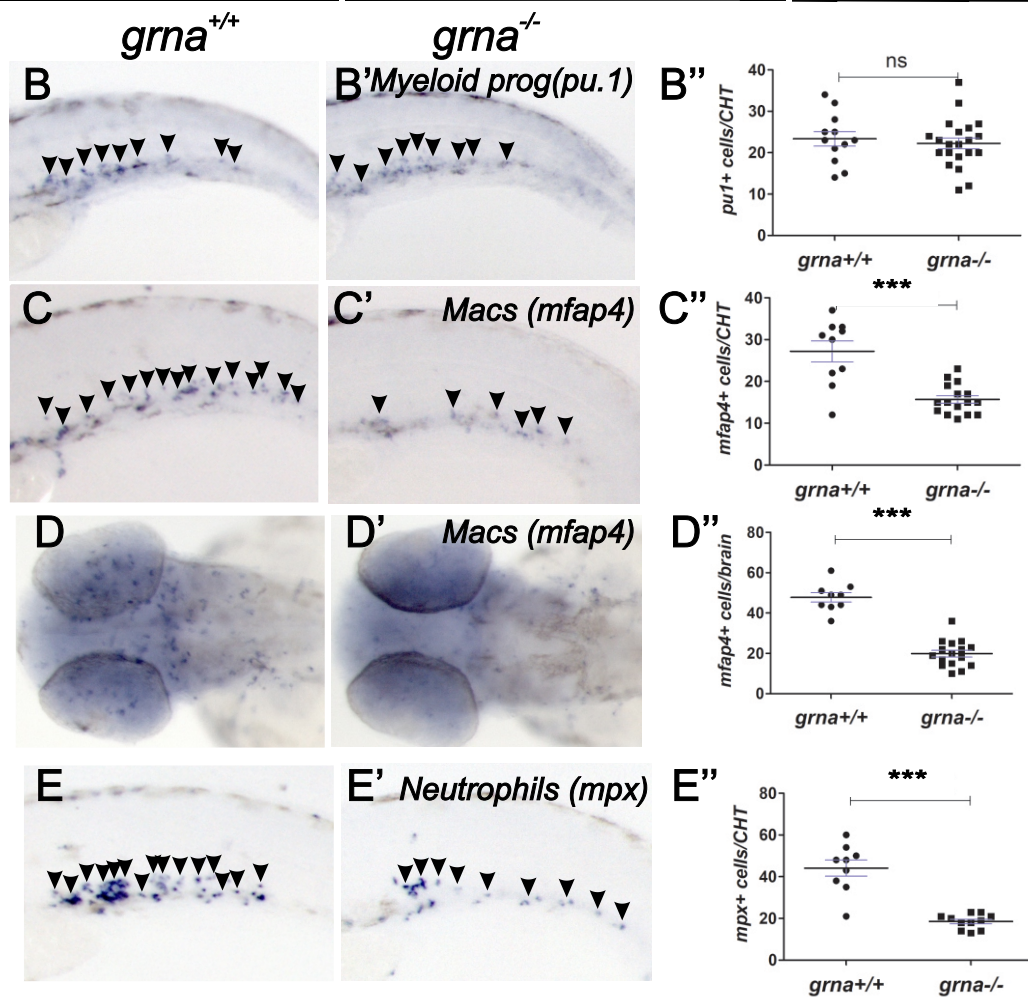 grna+/+ grna-/-
B B’ Myeloid prog(pu.1) B”
pu1+ cells/CHT
40
30
20
10
0
ns
grna+/+ grna-/-
C C’ Macs (mfap4) C”
mfap4+ cells/CHT
40
30
20
10
0
***
grna+/+ grna-/-
D D’ Macs (mfap4) D”
mfap4+ cells/brain
80
60
40
20
0
***
grna+/+ grna-/-
E E’ Neutrophils (mpx) E”
mpx+ cells/CHT
80
60
40
20
0
***
grna+/+ grna-/-